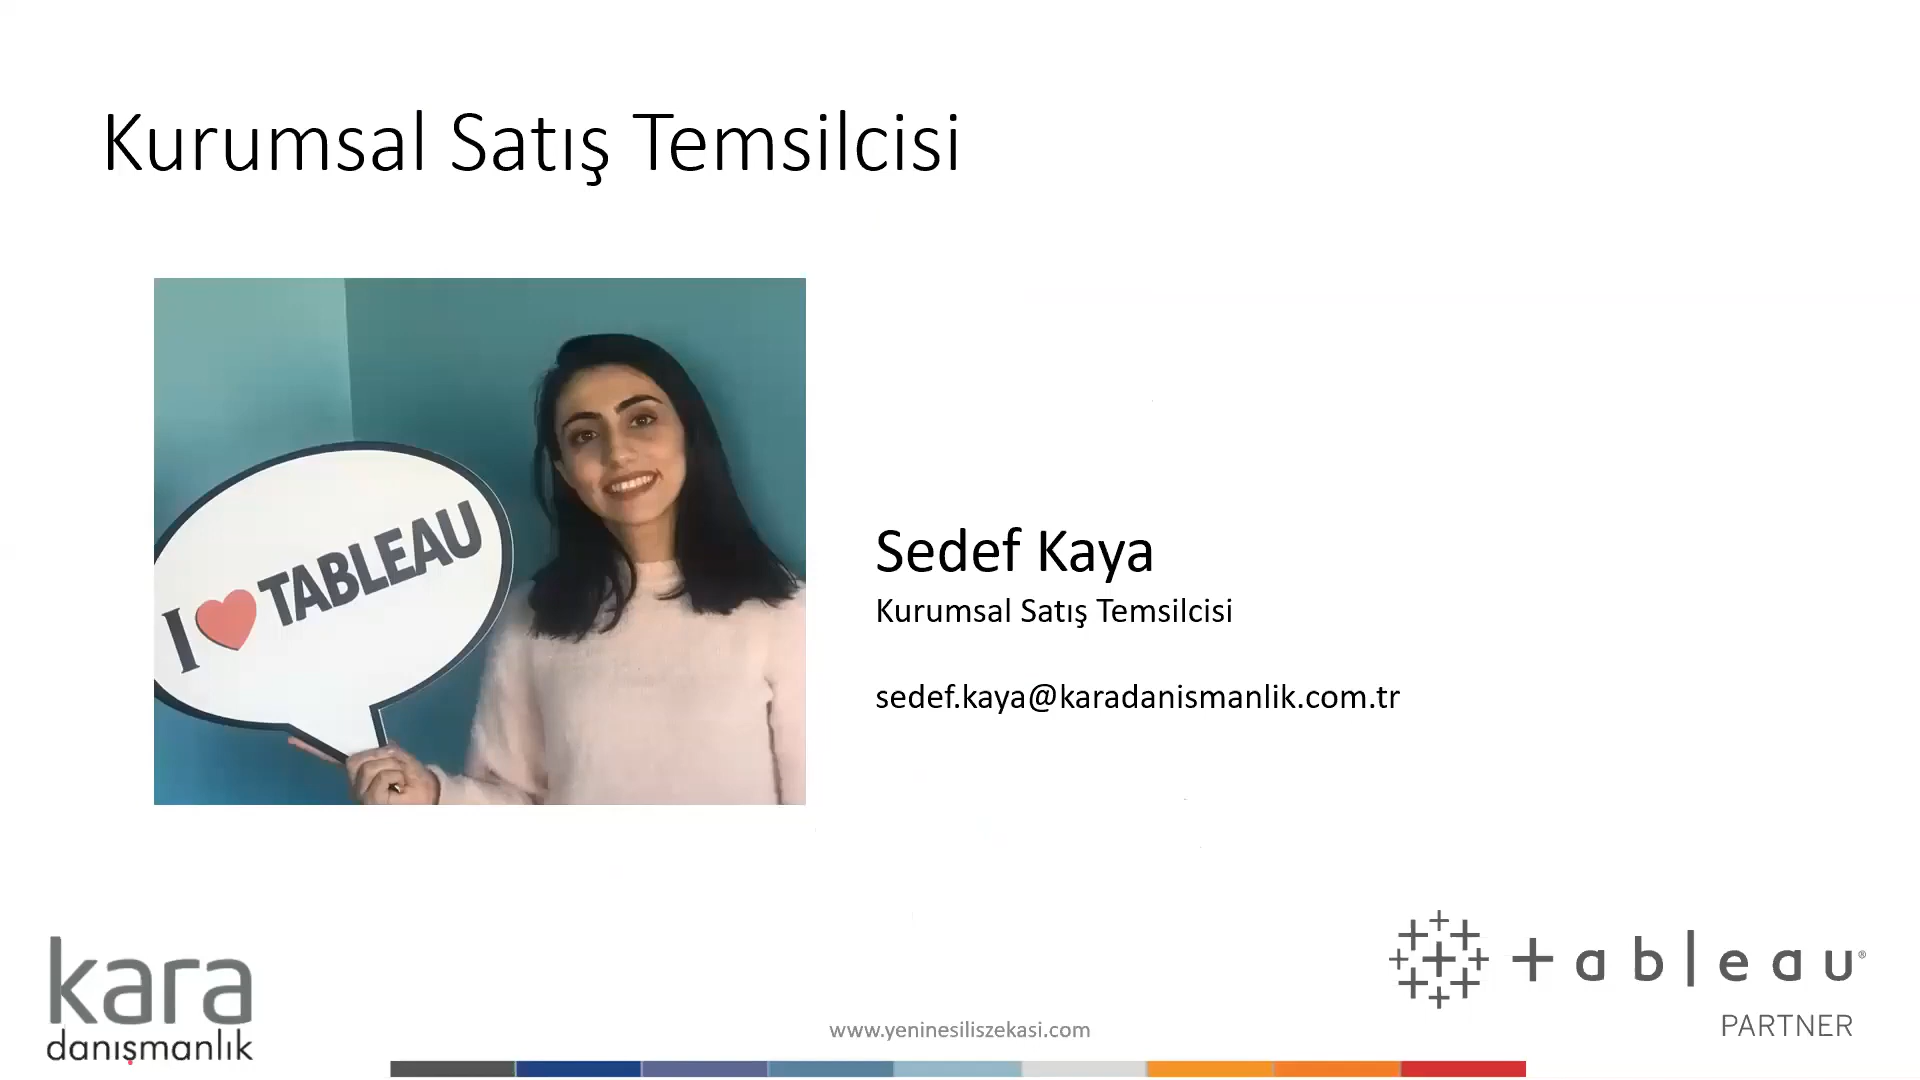 Kurumsal Satış Temsilcisi
I ❤ TABLEAU
Sedef Kaya
Kurumsal Satış Temsilcisi
sedef.kaya@karadanismanlik.com.tr
kara
danışmanlık
www.yeninesiliszekasi.com
+ableau®
PARTNER